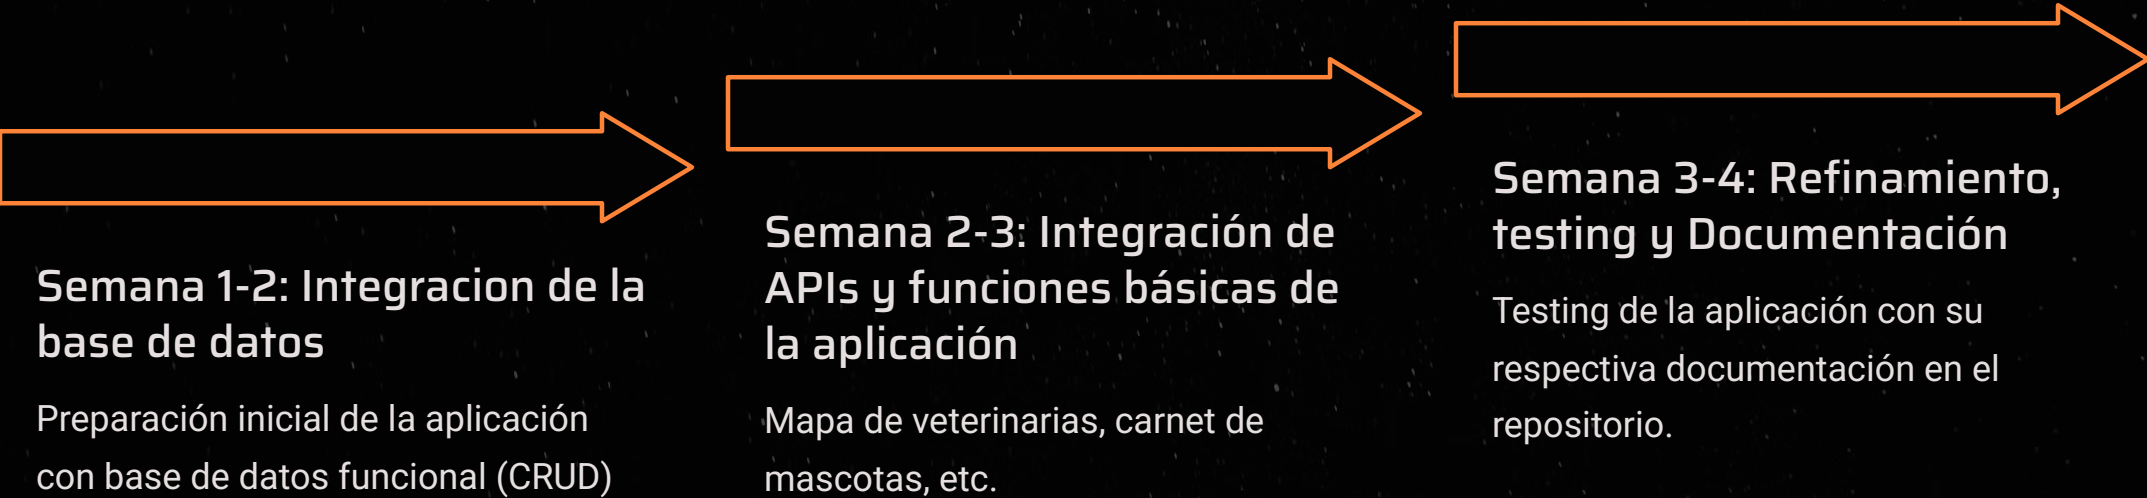 Semana 1-2: Integracion de la
base de datos
Preparación inicial de la aplicación
con base de datos funcional (CRUD)
Semana 2-3: Integración de
APIs y funciones básicas de
la aplicación
Mapa de veterinarias, carnet de
mascotas, etc.
Semana 3-4: Refinamiento,
testing y Documentación
Testing de la aplicación con su
respectiva documentación en el
repositorio.